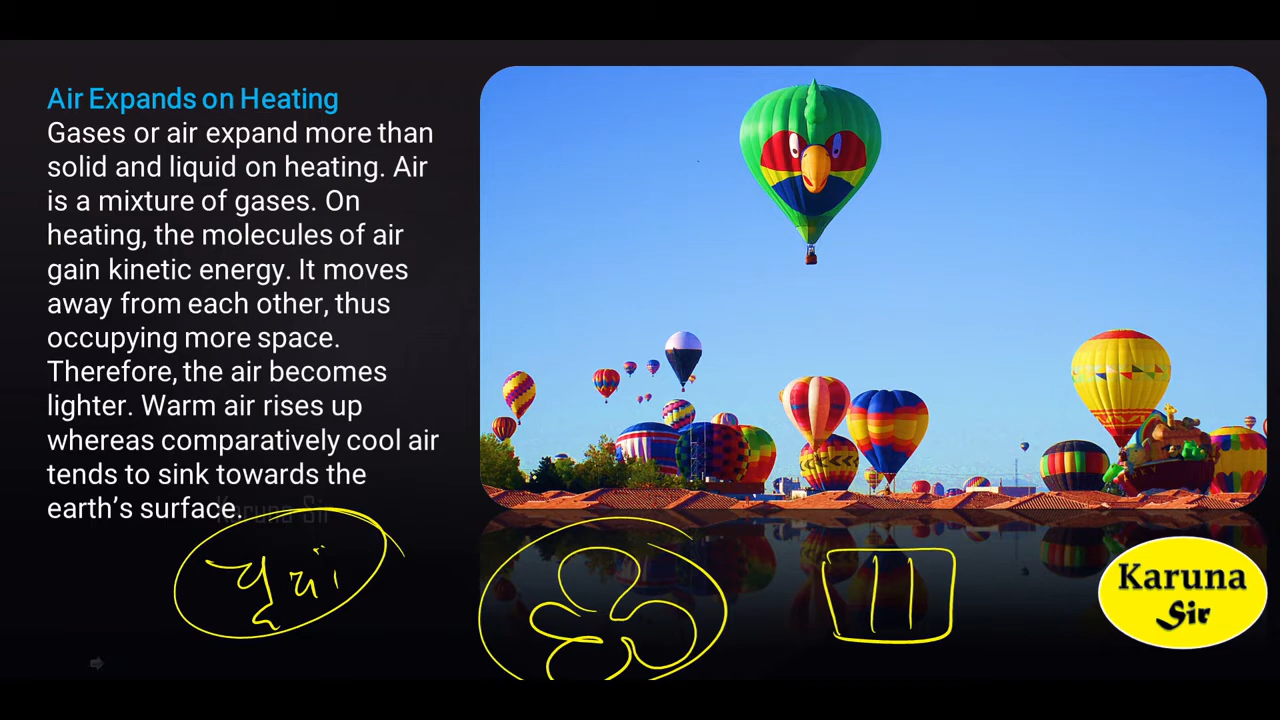 Air Expands on Heating
Gases or air expand more than
solid and liquid on heating. Air
is a mixture of gases. On
heating, the molecules of air
gain kinetic energy. It moves
away from each other, thus
occupying more space.
Therefore, the air becomes
lighter. Warm air rises up
whereas comparatively cool air
tends to sink towards the
earth’s surface.
Karuna Sir
Karuna
Sir